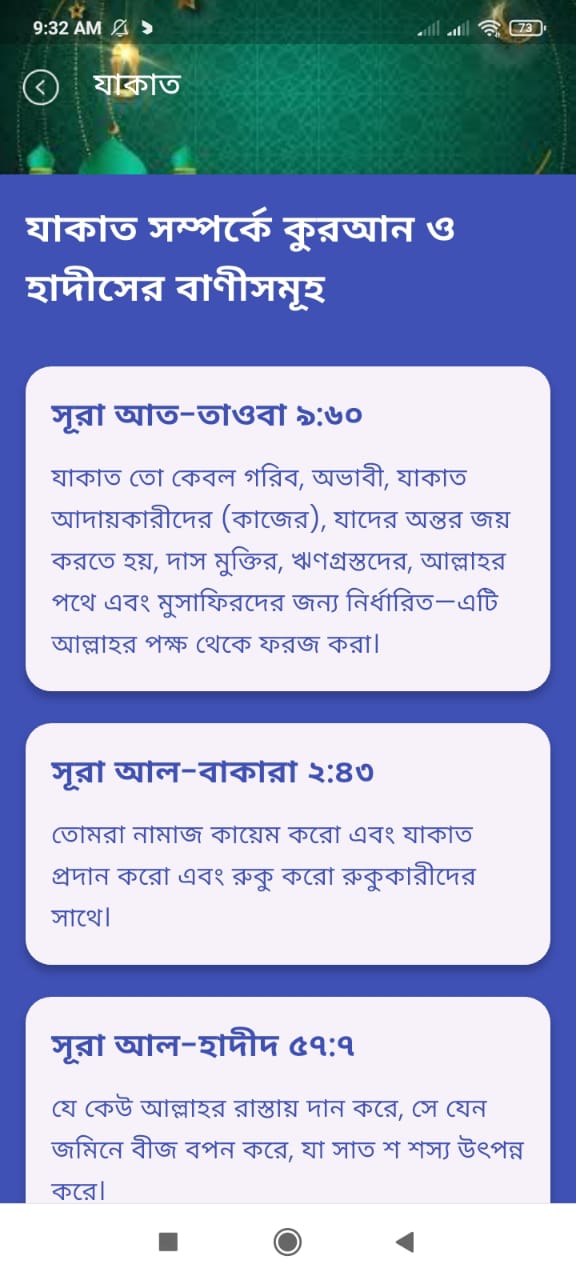 9:32 AM
73
যাকাত
যাকাত সম্পর্কে কুরআন ও
হাদীসের বাণীসমূহ
সূরা আত-তাওবা ৯:৬০
যাকাত তো কেবল গরিব, অভাবী, যাকাত
আদায়কারীদের (কাজের), যাদের অন্তর জয়
করতে হয়, দাস মুক্তির, ঋণগ্রস্তদের, আল্লাহর
পথে এবং মুসাফিরদের জন্য নির্ধারিত—এটি
আল্লাহর পক্ষ থেকে ফরজ করা।
সূরা আল-বাকারা ২:৪৩
তোমরা নামাজ কায়েম করো এবং যাকাত
প্রদান করো এবং রুকু করো রুকুকারীদের
সাথে।
সূরা আল-হাদীদ ৫৭:৭
যে কেউ আল্লাহর রাস্তায় দান করে, সে যেন
জমিনে বীজ বপন করে, যা সাত শ শস্য উৎপন্ন
করে।